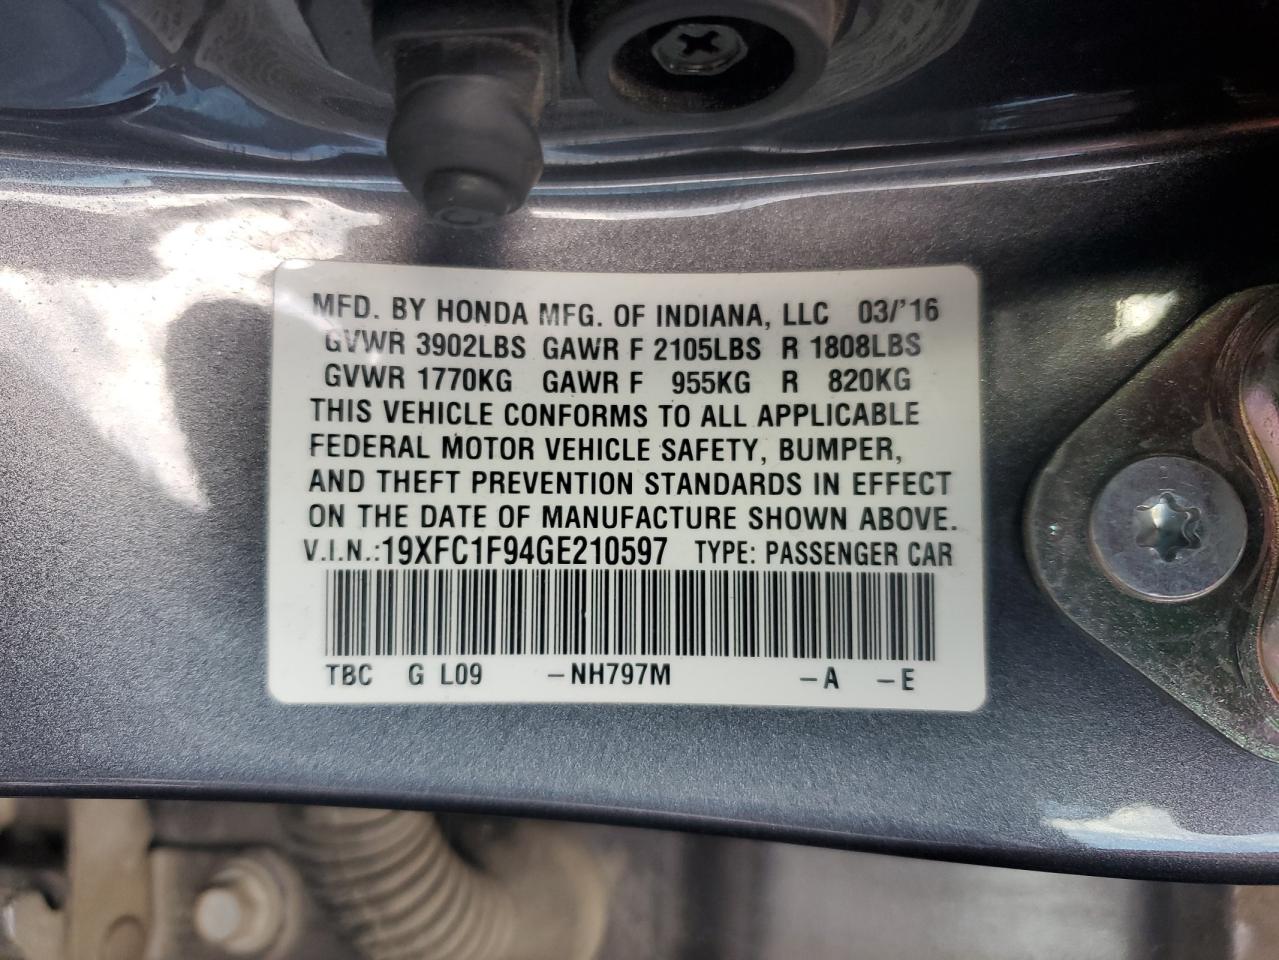 MFD. BY HONDA MFG. OF INDIANA, LLC 03/'16
GVWR 3902LBS GAWR F 2105LBS R 1808LBS
GVWR 1770KG GAWR F 955KG R 820KG
THIS VEHICLE CONFORMS TO ALL APPLICABLE
FEDERAL MOTOR VEHICLE SAFETY, BUMPER,
AND THEFT PREVENTION STANDARDS IN EFFECT
ON THE DATE OF MANUFACTURE SHOWN ABOVE.
V.I.N.:19XFC1F94GE210597 TYPE: PASSENGER CAR
TBC G L09 -NH797M -A -E